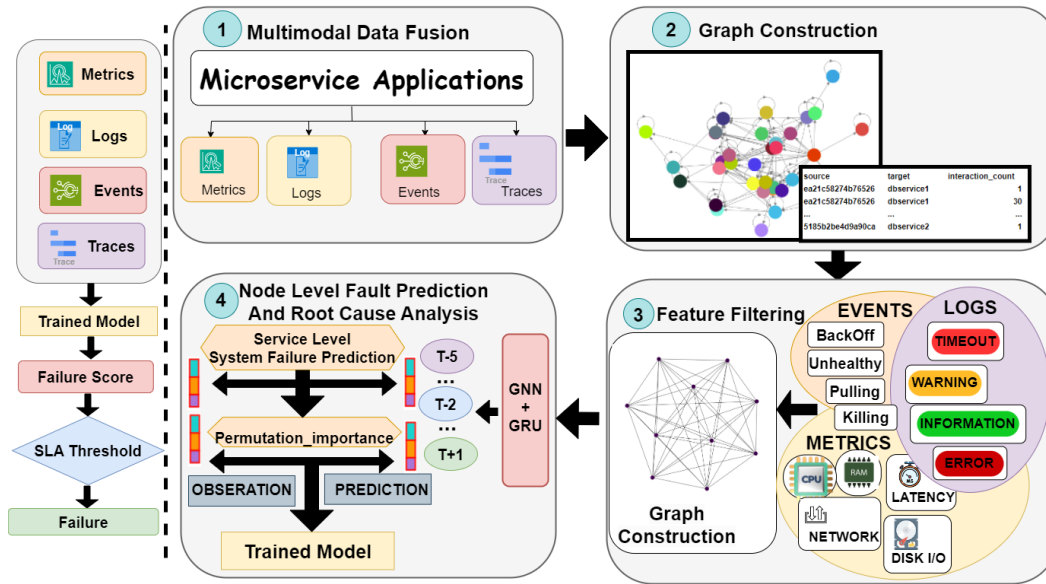 Metrics
Log
Logs
Events
Trace
Traces
Trained Model
Failure Score
SLA Threshold
Failure
1 Multimodal Data Fusion
Microservice Applications
Metrics
Log
Logs
Events
Trace
Traces
2 Graph Construction
source target interaction_count
ea21c58274b76526 dbservice1 1
ea21c58274b76526 dbservice1 30
... ... ...
5185b2be4d9a90ca dbservice2 1
3 Feature Filtering
Graph
Construction
EVENTS
BackOff
Unhealthy
Pulling
Killing
LOGS
TIMEOUT
WARNING
INFORMATION
ERROR
METRICS
CPU
RAM
LATENCY
NETWORK
DISK I/O
4 Node Level Fault Prediction
And Root Cause Analysis
Service Level
System Failure Prediction
T-5
...
T-2
...
T+1
GNN
+
GRU
Permutation_importance
OBSERATION PREDICTION
Trained Model